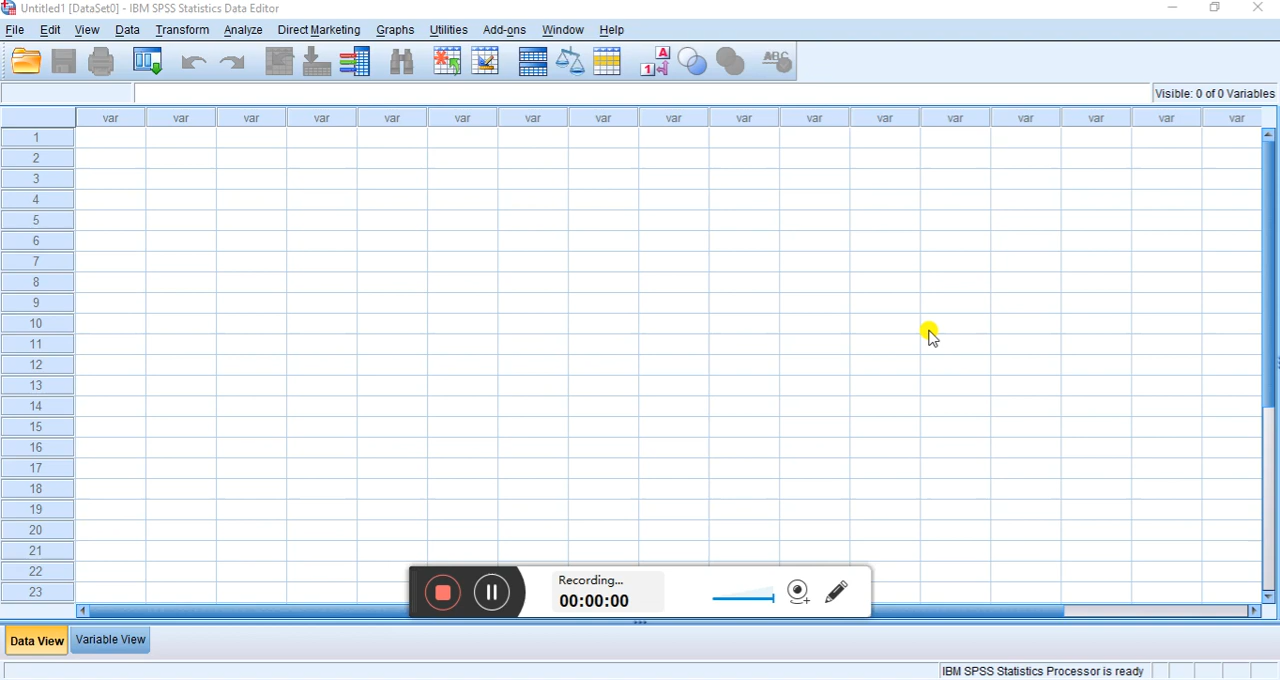 Untitled1 [DataSet0] - IBM SPSS Statistics Data Editor
File Edit View Data Transform Analyze Direct Marketing Graphs Utilities Add-ons Window Help
A
1
ABC
Visible: 0 of 0 Variables
var var var var var var var var var var var var var var var var var
1
2
3
4
5
6
7
8
9
10
11
12
13
14
15
16
17
18
19
20
21
22
23
Recording...
00:00:00
Data View Variable View
IBM SPSS Statistics Processor is ready